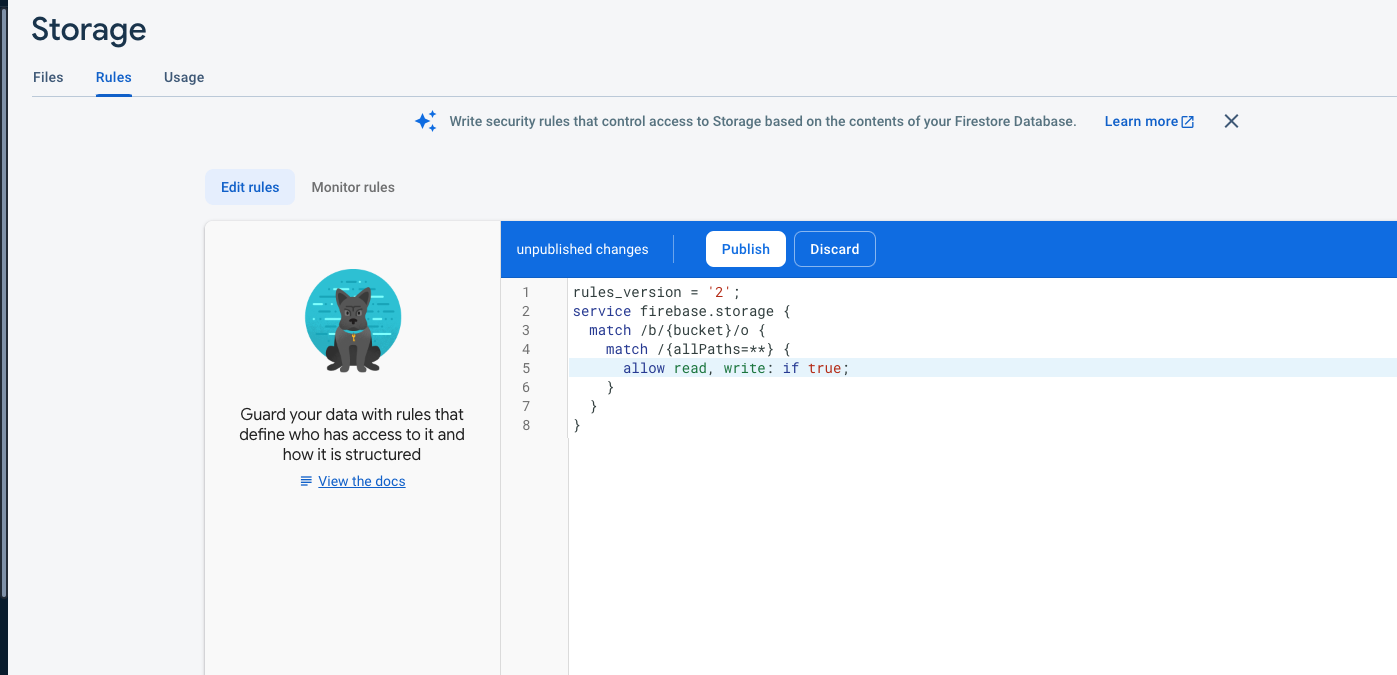 Storage
Files Rules Usage
Write security rules that control access to Storage based on the contents of your Firestore Database. Learn more
Edit rules Monitor rules
unpublished changes Publish Discard
Guard your data with rules that
define who has access to it and
how it is structured
View the docs
1 rules_version = '2';
2 service firebase.storage {
3   match /b/{bucket}/o {
4     match /{allPaths=**} {
5       allow read, write: if true;
6     }
7   }
8 }